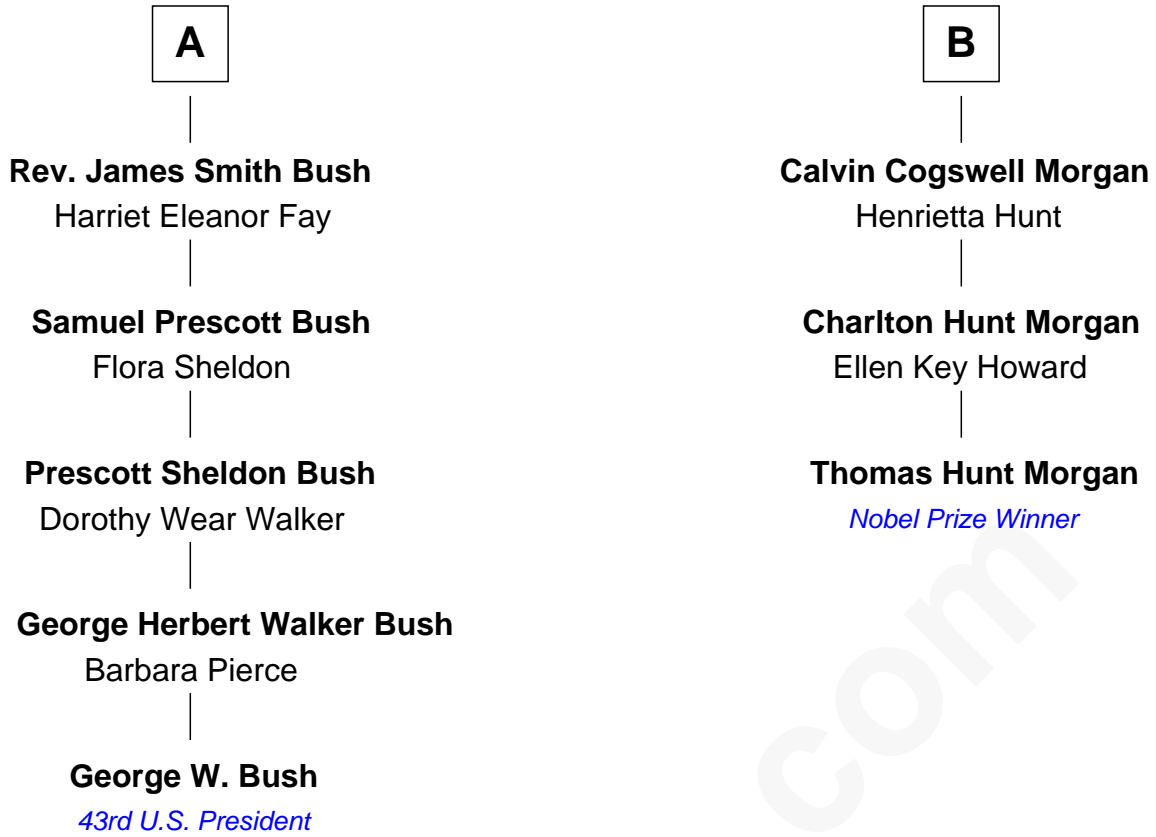 A
Rev. James Smith Bush
Harriet Eleanor Fay
Samuel Prescott Bush
Flora Sheldon
Prescott Sheldon Bush
Dorothy Wear Walker
George Herbert Walker Bush
Barbara Pierce
George W. Bush
43rd U.S. President
B
Calvin Cogswell Morgan
Henrietta Hunt
Charlton Hunt Morgan
Ellen Key Howard
Thomas Hunt Morgan
Nobel Prize Winner
com